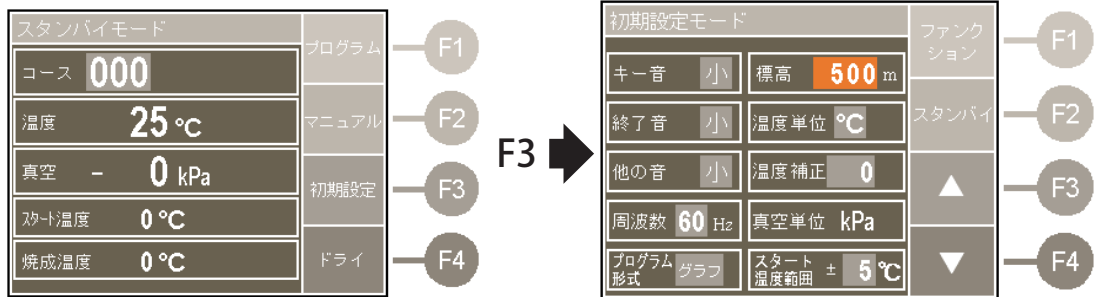 スタンバイモード
コース 000
温度 25 ℃
真空 - 0 kPa
スタート温度 0 ℃
焼成温度 0 ℃
プログラム
マニュアル
初期設定
ドライ
F1
F2
F3
F4
F3
初期設定モード
キー音 小
標高 500 m
終了音 小
温度単位 ℃
他の音 小
温度補正 0
周波数 60 Hz
真空単位 kPa
プログラム
形式 グラフ
スタート
温度範囲 ± 5 ℃
ファンク
ション
スタンバイ
▲
▼
F1
F2
F3
F4